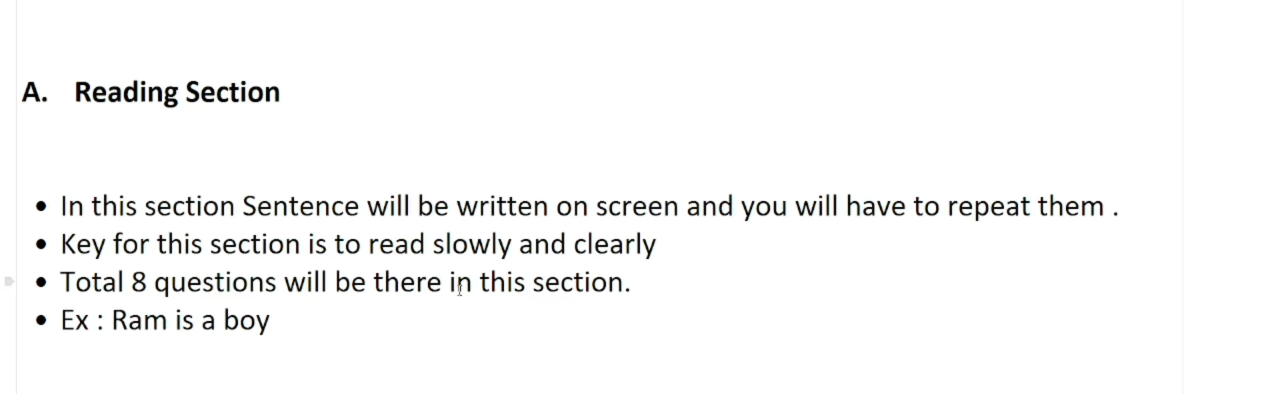 A. Reading Section
• In this section Sentence will be written on screen and you will have to repeat them .
• Key for this section is to read slowly and clearly
• Total 8 questions will be there in this section.
• Ex : Ram is a boy